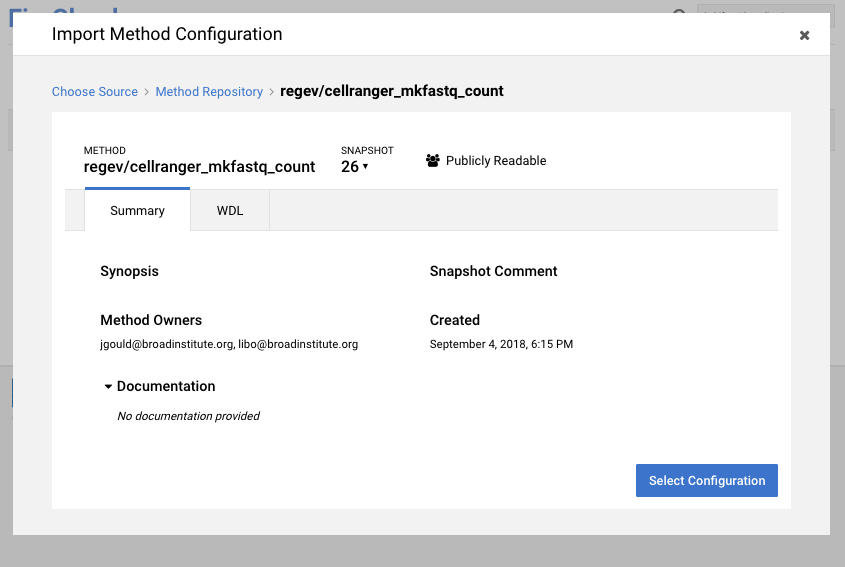 Import Method Configuration
Choose Source > Method Repository > regev/cellranger_mkfastq_count
METHOD
regev/cellranger_mkfastq_count
SNAPSHOT
26
Publicly Readable
Summary
WDL
Synopsis
Snapshot Comment
Method Owners
jgould@broadinstitute.org, libo@broadinstitute.org
Created
September 4, 2018, 6:15 PM
Documentation
No documentation provided
Select Configuration